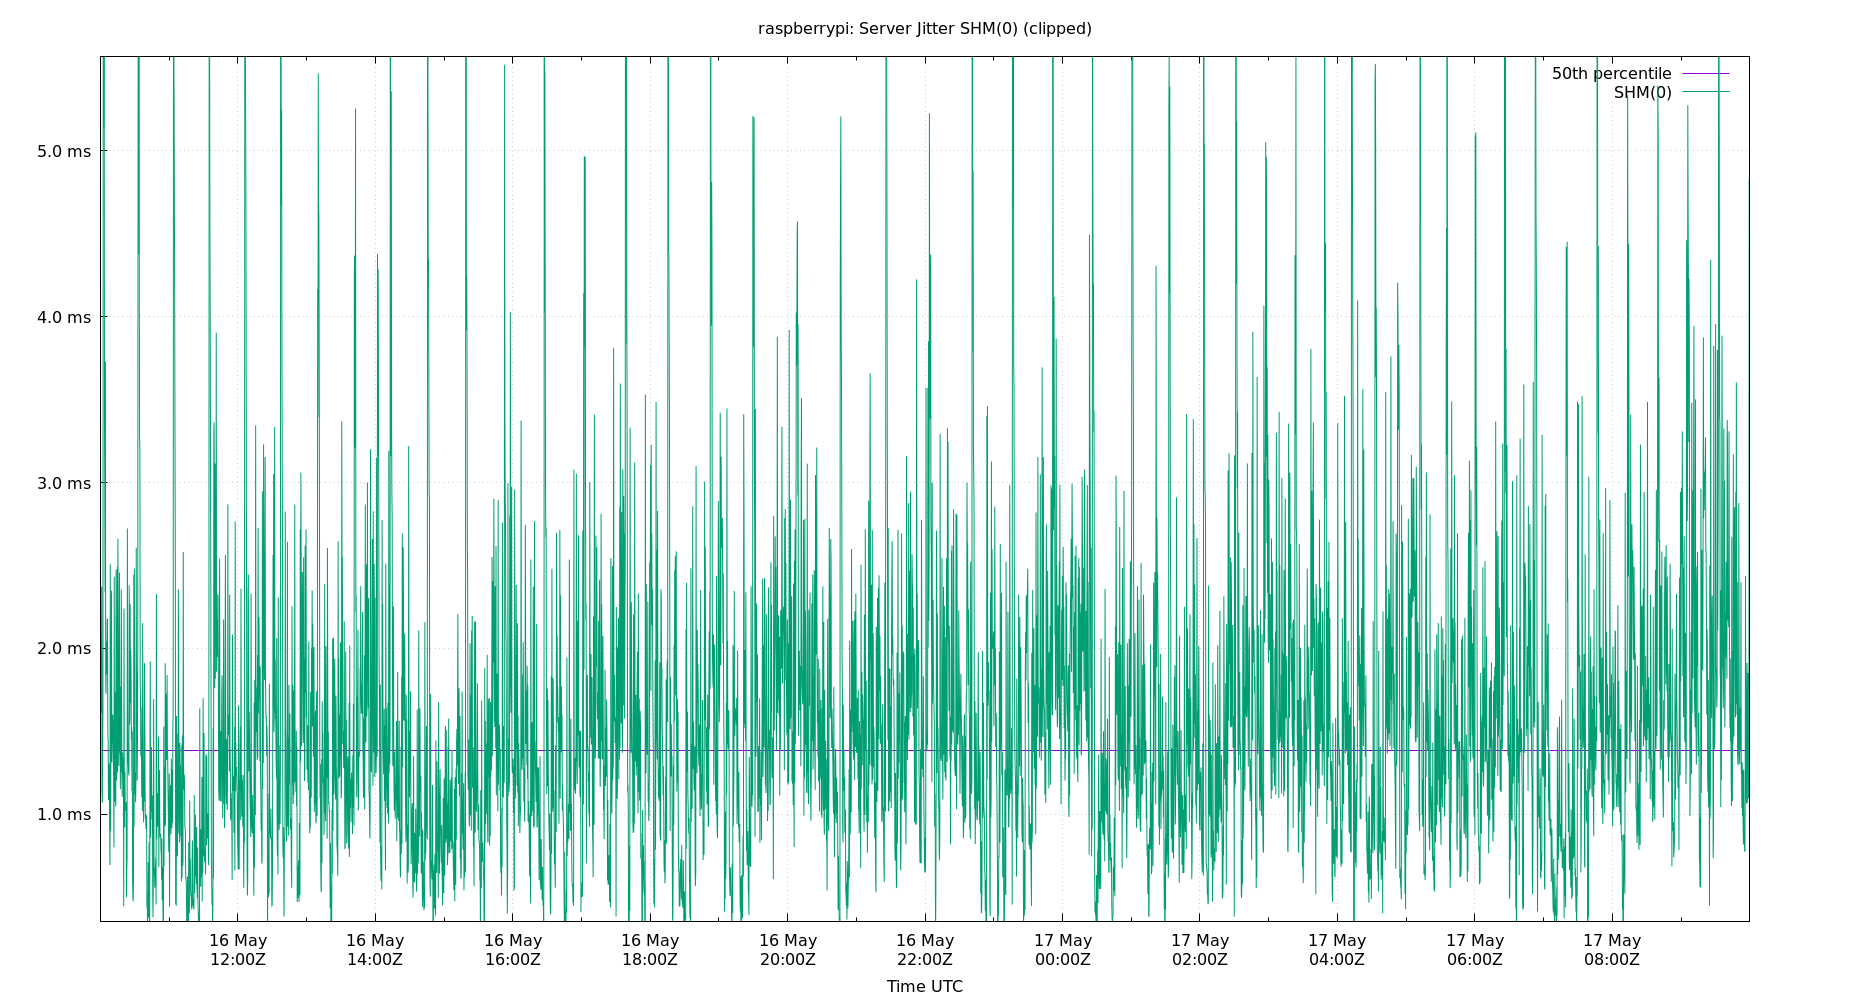 raspberrypi: Server Jitter SHM(0) (clipped)
50th percentile
SHM(0)
5.0 ms
4.0 ms
3.0 ms
2.0 ms
1.0 ms
16 May 16 May 16 May 16 May 16 May 16 May 17 May 17 May 17 May 17 May 17 May
12:00Z 14:00Z 16:00Z 18:00Z 20:00Z 22:00Z 00:00Z 02:00Z 04:00Z 06:00Z 08:00Z
Time UTC